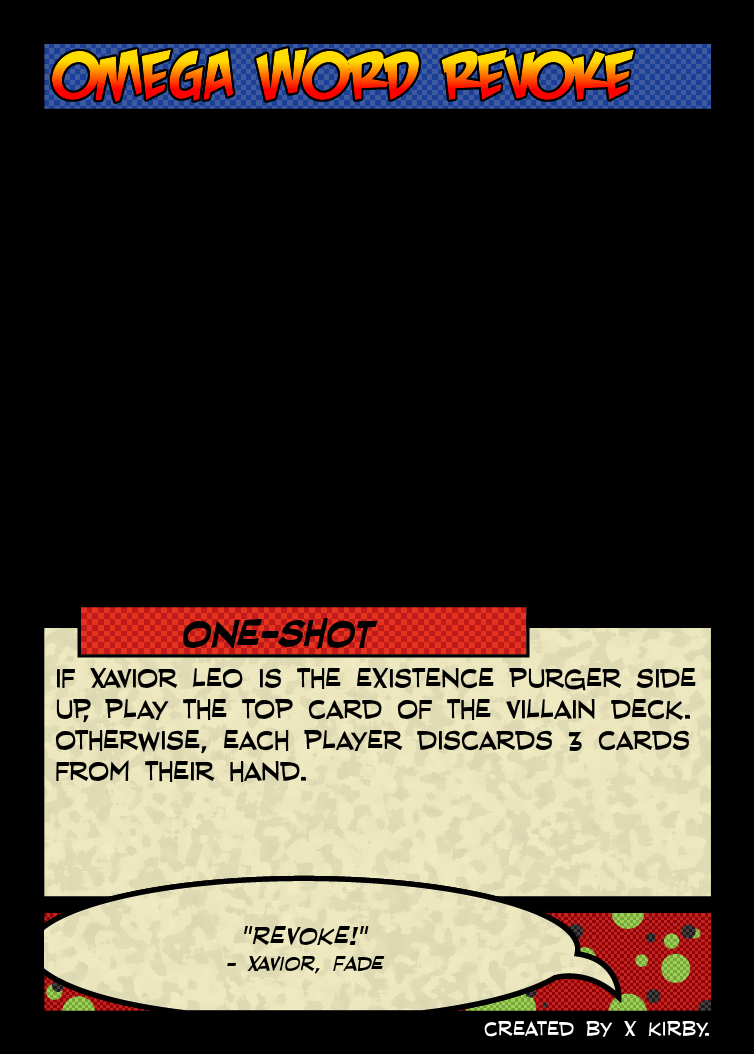 OMEGA WORD REVOKE
ONE-SHOT
IF XAVIOR LEO IS THE EXISTENCE PURGER SIDE
UP, PLAY THE TOP CARD OF THE VILLAIN DECK.
OTHERWISE, EACH PLAYER DISCARDS 3 CARDS
FROM THEIR HAND.
"REVOKE!"
- XAVIOR, FADE
CREATED BY X KIRBY.